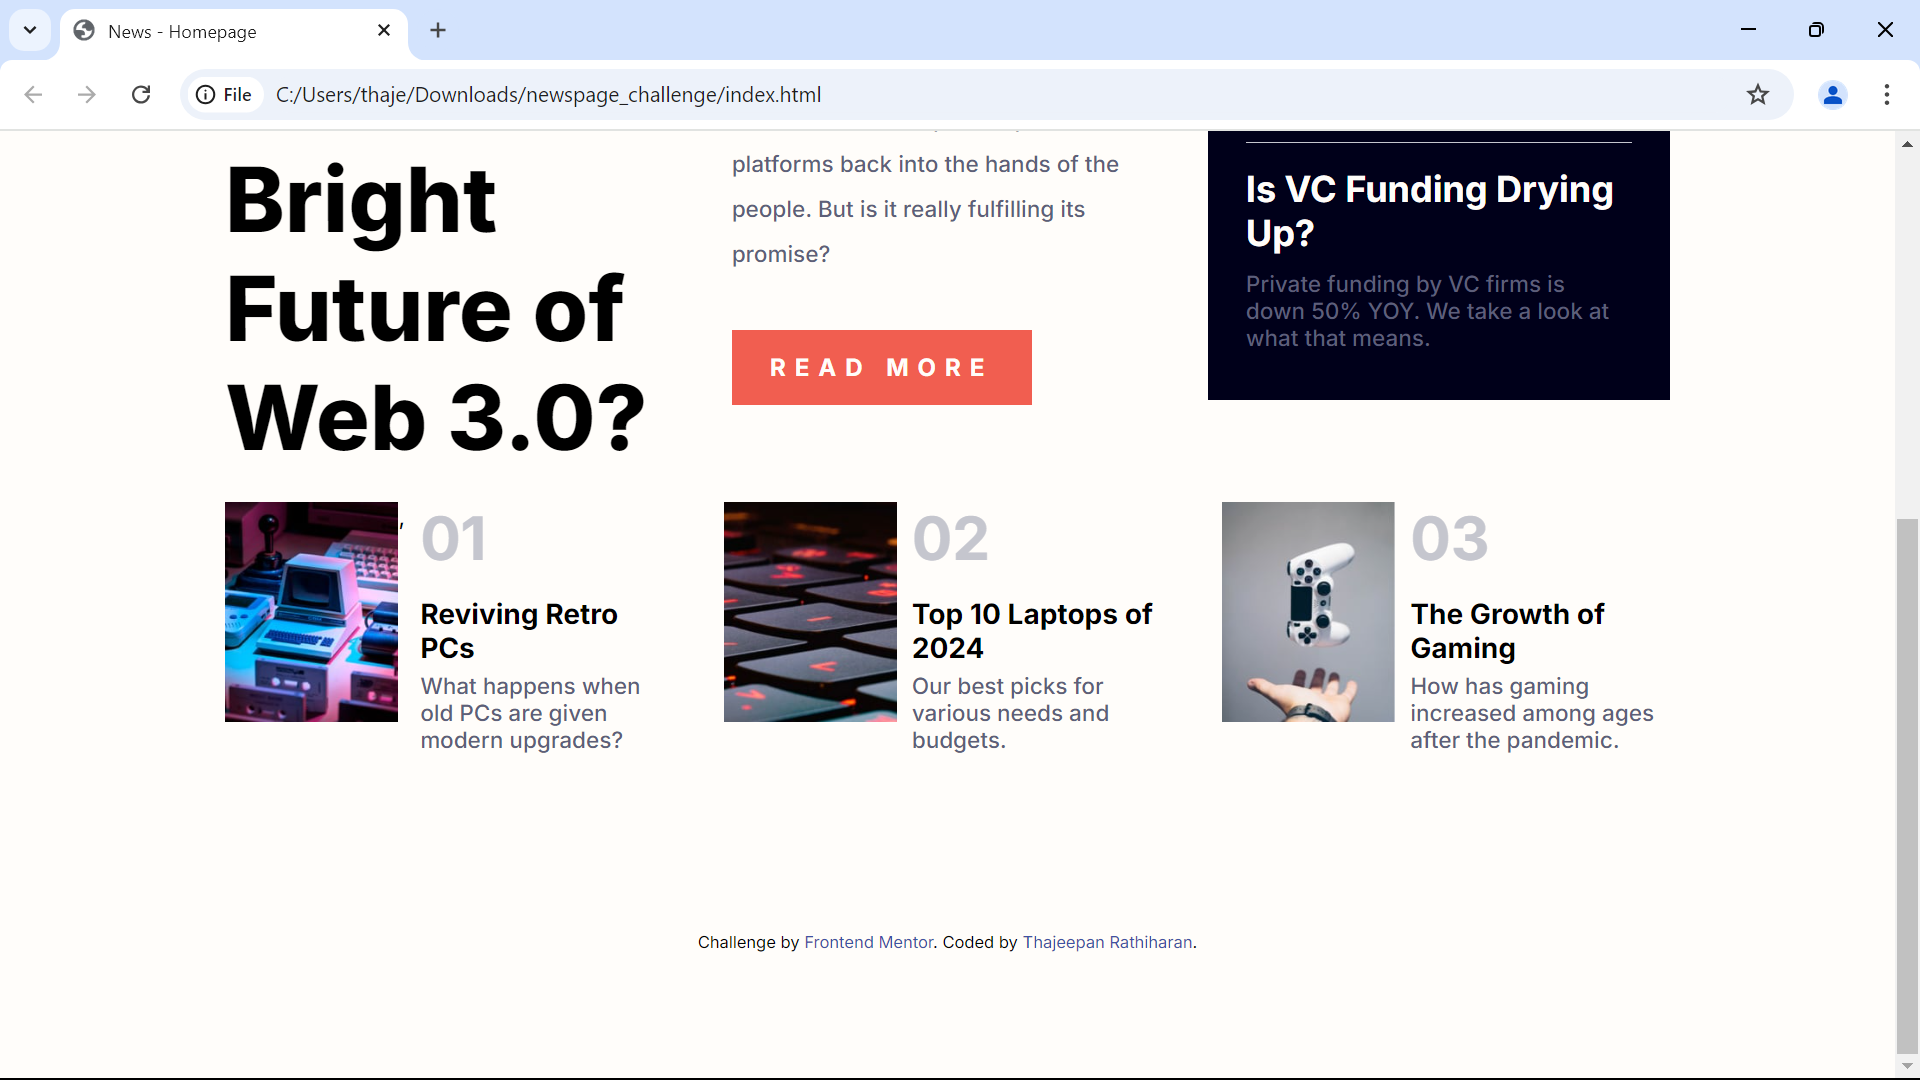 News - Homepage
File
C:/Users/thaje/Downloads/newspage_challenge/index.html
Bright
Future of
Web 3.0?
platforms back into the hands of the
people. But is it really fulfilling its
promise?
READ MORE
Is VC Funding Drying
Up?
Private funding by VC firms is
down 50% YOY. We take a look at
what that means.
,
01
Reviving Retro
PCs
What happens when
old PCs are given
modern upgrades?
02
Top 10 Laptops of
2024
Our best picks for
various needs and
budgets.
03
The Growth of
Gaming
How has gaming
increased among ages
after the pandemic.
Challenge by Frontend Mentor. Coded by Thajeepan Rathiharan.